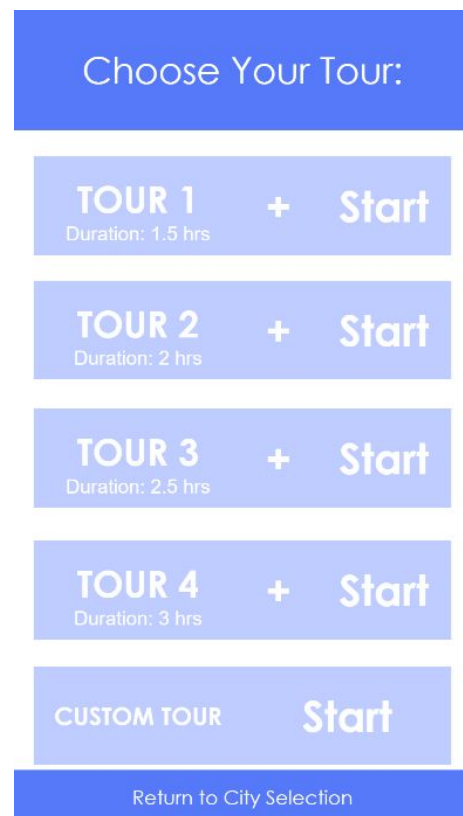 Choose Your Tour:
TOUR 1 + Start
Duration: 1.5 hrs
TOUR 2 + Start
Duration: 2 hrs
TOUR 3 + Start
Duration: 2.5 hrs
TOUR 4 + Start
Duration: 3 hrs
CUSTOM TOUR Start
Return to City Selection